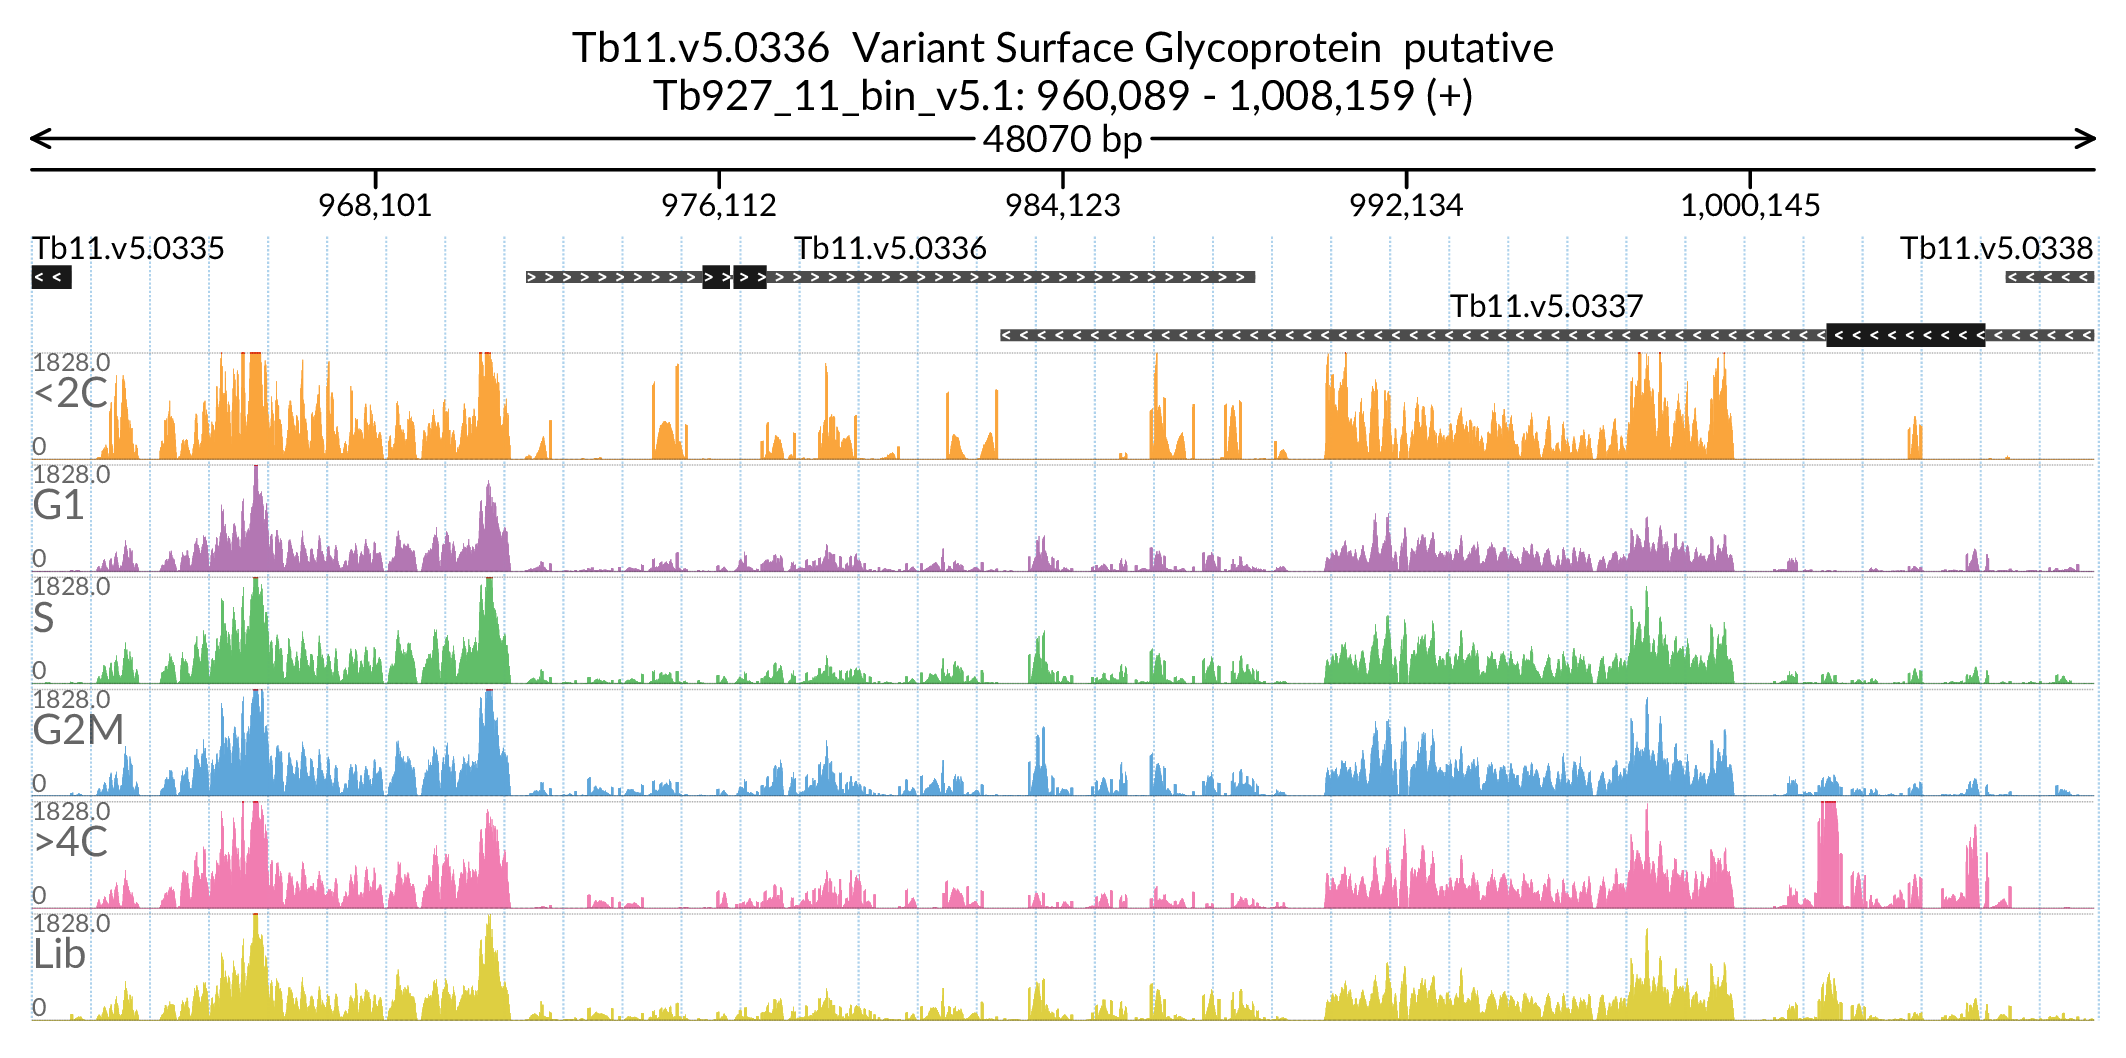 Tb11.v5.0336 Variant Surface Glycoprotein putative
Tb927_11_bin_v5.1: 960,089 - 1,008,159 (+)
48070 bp
968,101 976,112 984,123 992,134 1,000,145
Tb11.v5.0335 Tb11.v5.0336 Tb11.v5.0338
Tb11.v5.0337
1828.0
<2C
0
1828.0
G1
0
1828.0
S
0
1828.0
G2M
0
1828.0
>4C
0
1828.0
Lib
0